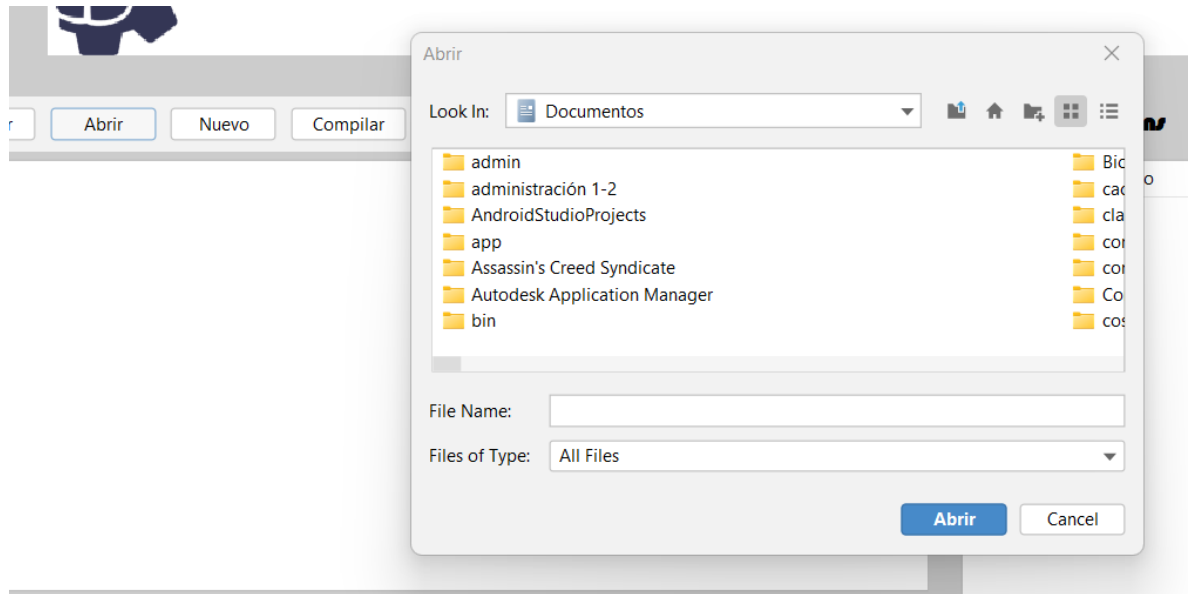 Abrir
Look In: Documentos
Abrir Nuevo Compilar
admin
administración 1-2
AndroidStudioProjects
app
Assassin's Creed Syndicate
Autodesk Application Manager
bin
File Name:
Files of Type: All Files
Abrir Cancel